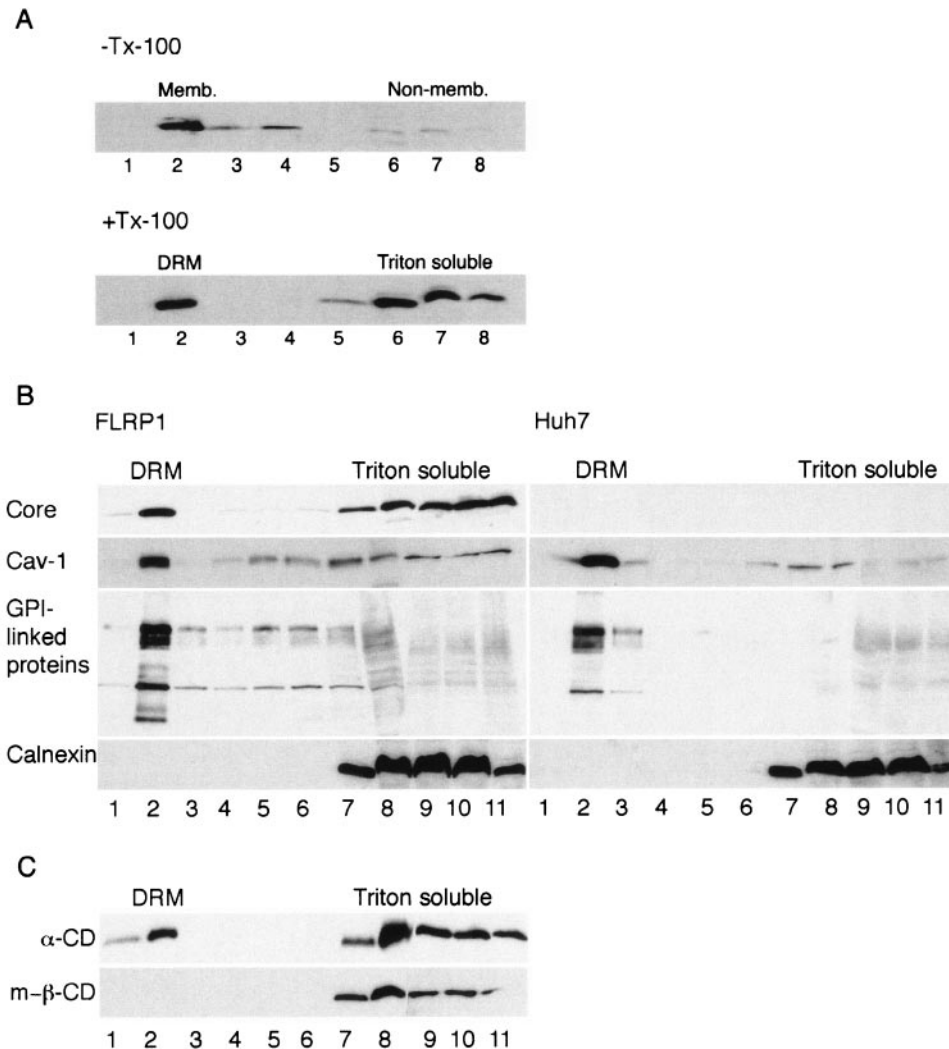 A
-Tx-100
Memb. Non-memb.
1 2 3 4 5 6 7 8
+Tx-100
DRM Triton soluble
1 2 3 4 5 6 7 8
B
FLRP1 Huh7
DRM Triton soluble DRM Triton soluble
Core
Cav-1
GPI-
linked
proteins
Calnexin
1 2 3 4 5 6 7 8 9 10 11 1 2 3 4 5 6 7 8 9 10 11
C
DRM Triton soluble
α-CD
m-β-CD
1 2 3 4 5 6 7 8 9 10 11